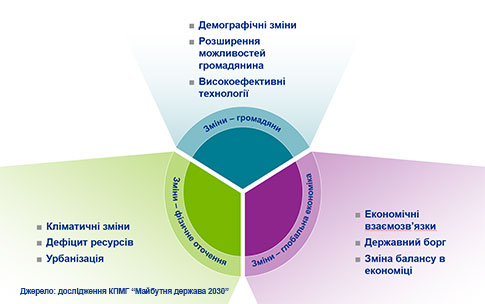 Демографічні зміни
Розширення
можливостей
громадянина
Високоефективні
технології
Зміни – громадяни
Зміни – фізичне оточення
Зміни – глобальна економіка
Кліматичні зміни
Дефіцит ресурсів
Урбанізація
Економічні
взаємозв'язки
Державний борг
Зміна балансу в
економіці
Джерело: дослідження КПМГ “Майбутня держава 2030”